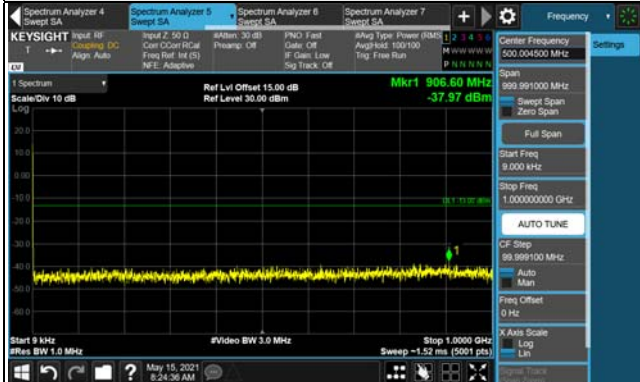 Spectrum Analyzer 4
Swept SA
Spectrum Analyzer 5
Swept SA
Spectrum Analyzer 6
Swept SA
Spectrum Analyzer 7
Swept SA
Frequency
KEYSIGHT
Input: RF
Coupling: DC
Align: Auto
Input Z: 50 Ω
Corr CCorr RCal
Freq Ref: Int (S)
NFE: Adaptive
#Atten: 30 dB
Preamp: Off
PNO: Fast
Gate: Off
IF Gain: Low
Sig Track: Off
#Avg Type: Power (RMS
Avg|Hold: 100/100
Trig: Free Run
1 2 3 4 5 6
M W W W W W
P N N N N N
1 Spectrum
Scale/Div 10 dB
Log
Ref Lvl Offset 15.00 dB
Ref Level 30.00 dBm
Mkr1 906.60 MHz
-37.97 dBm
20.0
10.0
0.00
-10.0
-20.0
-30.0
-40.0
-50.0
-60.0
DL1 -13.00 dBm
1
Start 9 kHz
#Res BW 1.0 MHz
#Video BW 3.0 MHz
Stop 1.0000 GHz
Sweep ~1.52 ms (5001 pts)
May 15, 2021
8:24:36 AM
Center Frequency
500.004500 MHz
Settings
Span
999.991000 MHz
Swept Span
Zero Span
Full Span
Start Freq
9.000 kHz
Stop Freq
1.000000000 GHz
AUTO TUNE
CF Step
99.999100 MHz
Auto
Man
Freq Offset
0 Hz
X Axis Scale
Log
Lin
Signal Track